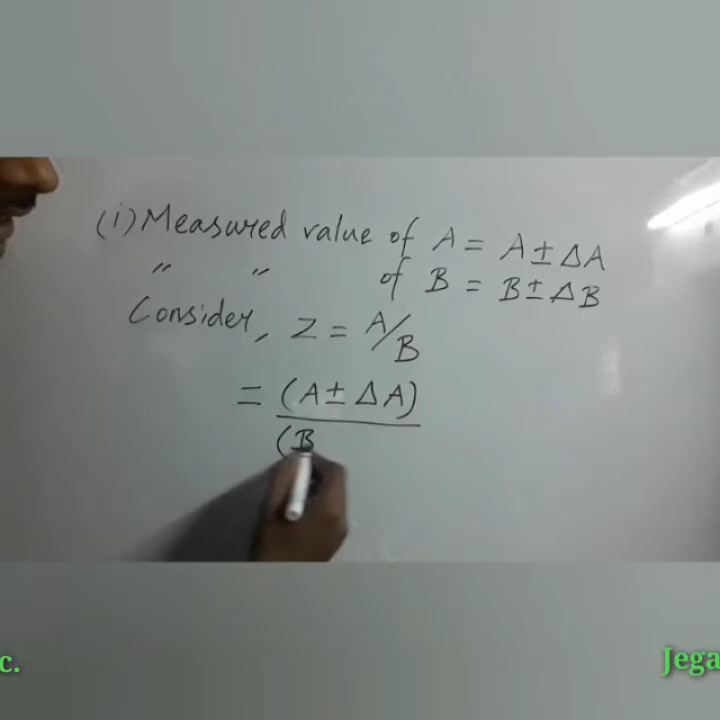 (i) Measured value of A = A ± ΔA
〃 〃 of B = B ± ΔB
Consider, Z = A/B
= (A ± ΔA)
(B
c.
Jega